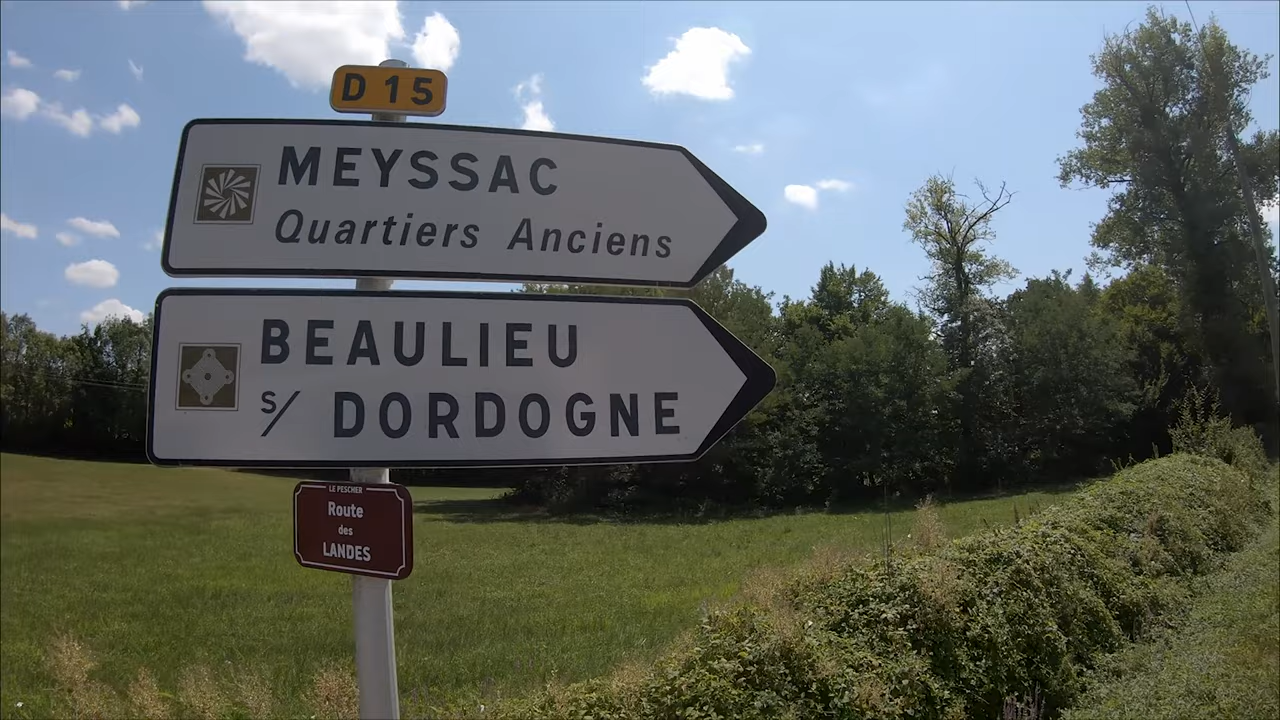 D 15
MEYSSAC
Quartiers Anciens
BEAULIEU
s/ DORDOGNE
LE PESCHER
Route
des
LANDES